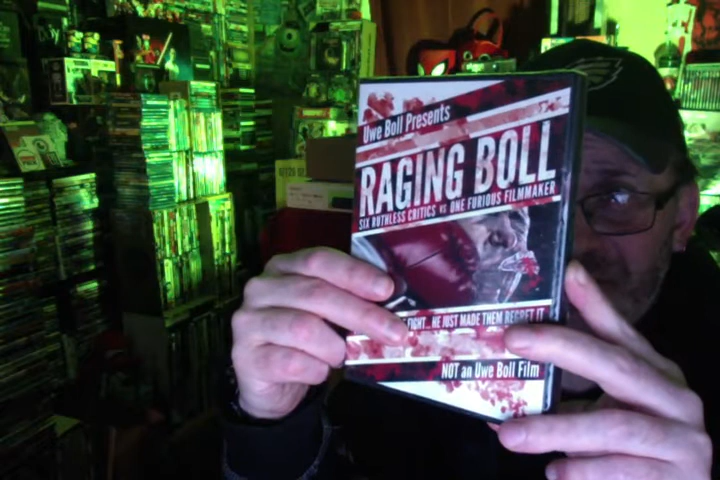 Uwe Boll Presents
RAGING BOLL
SIX RUTHLESS CRITICS vs ONE FURIOUS FILMMAKER
FIGHT... HE JUST MADE THEM REGRET IT
NOT an Uwe Boll Film